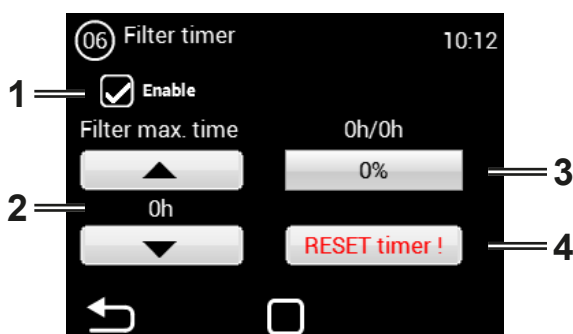 06 Filter timer 10:12
1 Enable
Filter max. time 0h/0h
0% 3
2 0h
RESET timer ! 4